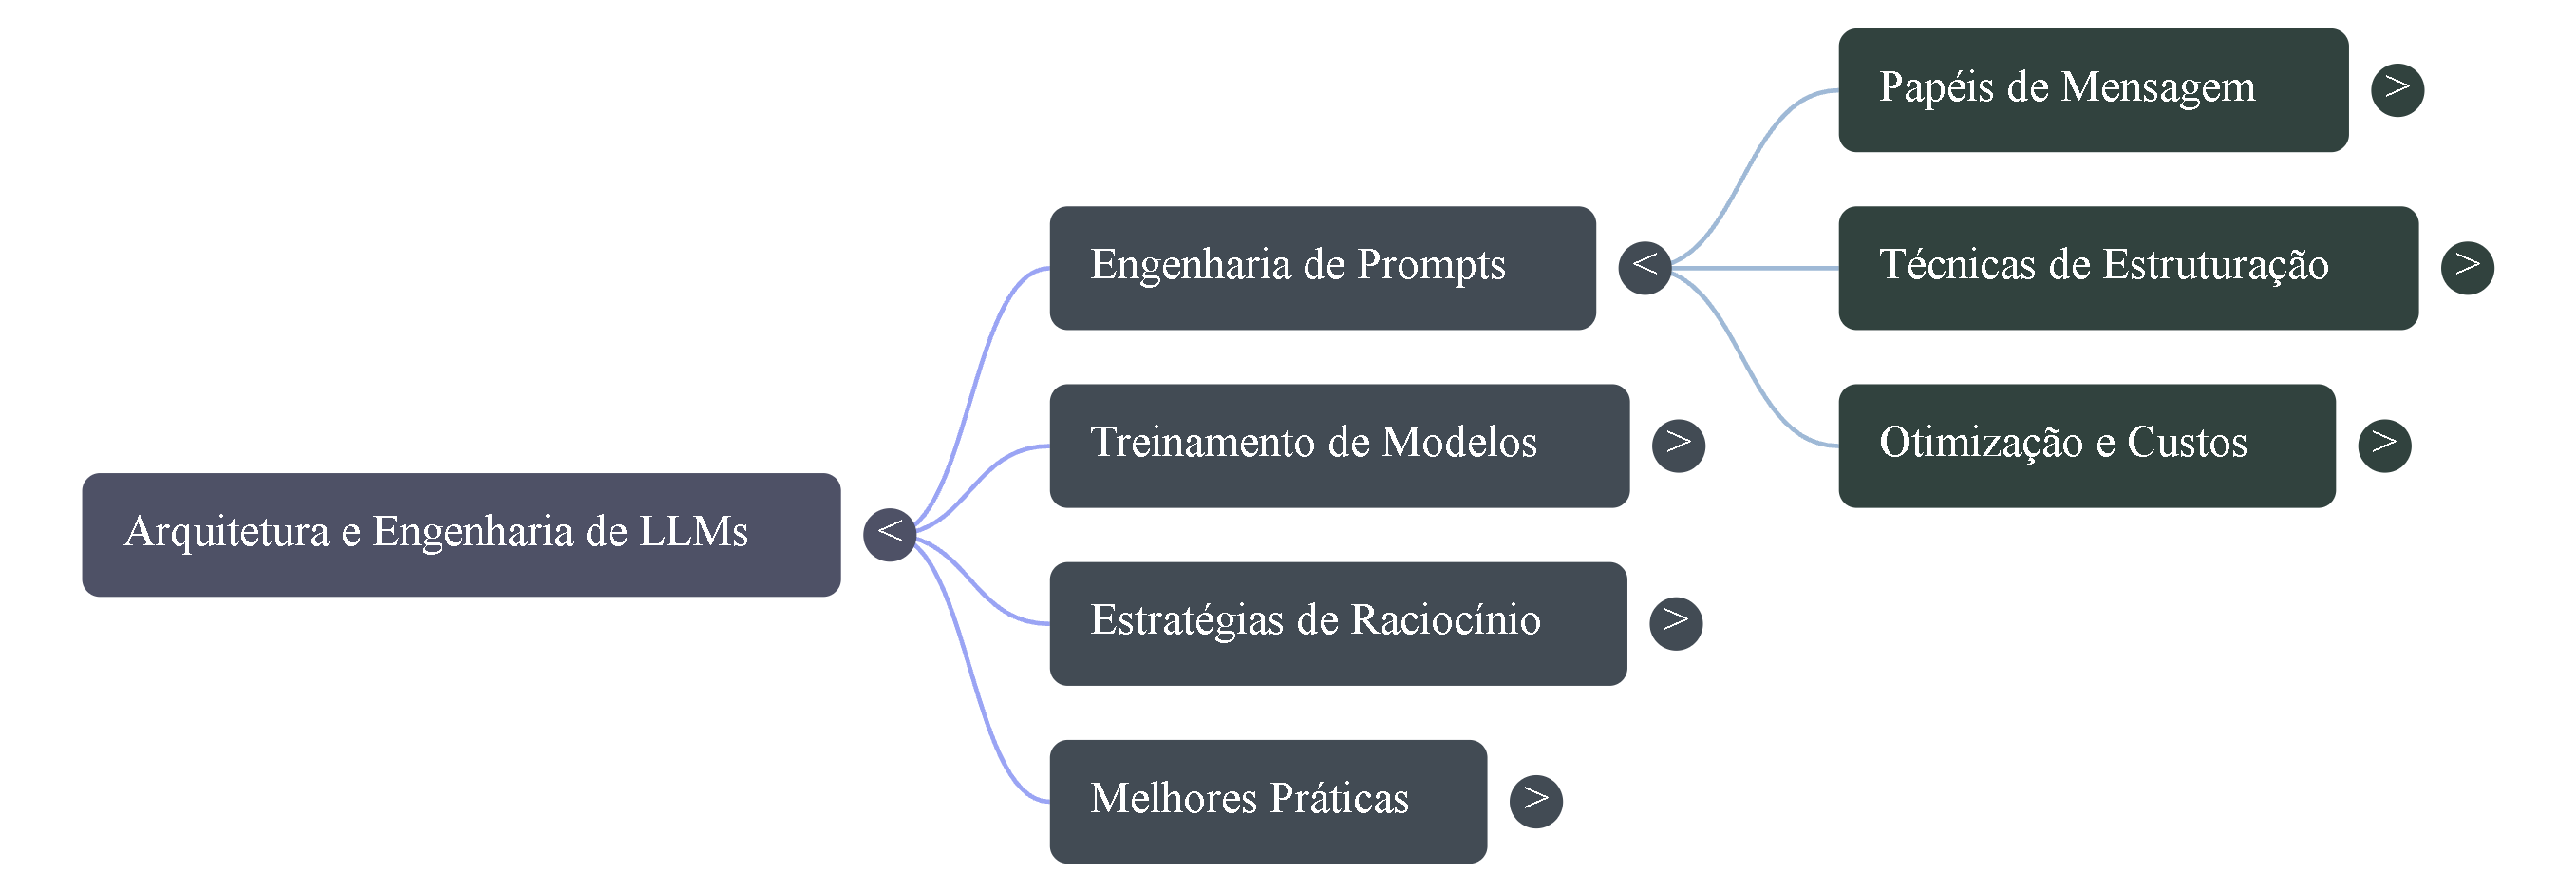 Arquitetura e Engenharia de LLMs
<
Engenharia de Prompts
<
Papéis de Mensagem
>
Técnicas de Estruturação
>
Otimização e Custos
>
Treinamento de Modelos
>
Estratégias de Raciocínio
>
Melhores Práticas
>